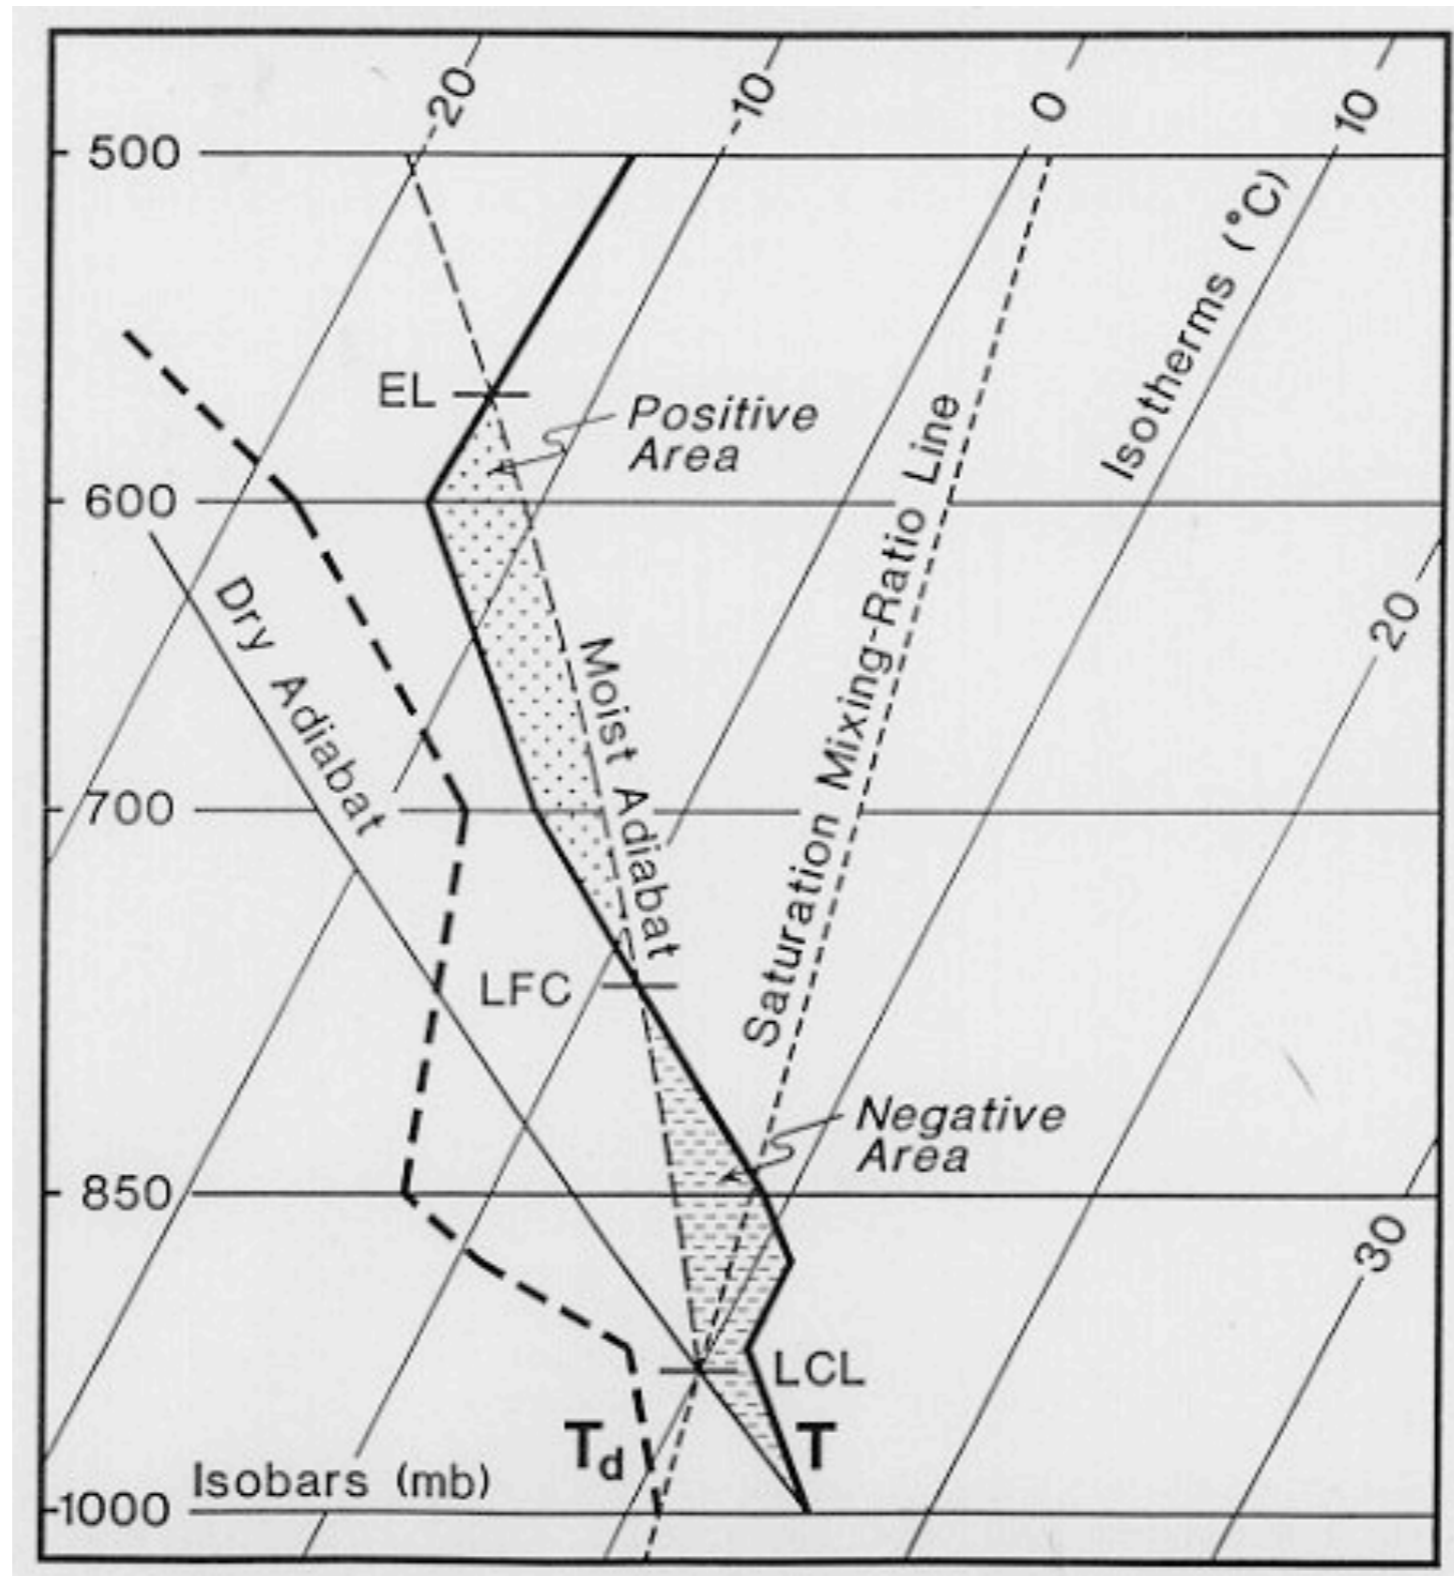 -20
-10
0
10
500
Isotherms (°C)
EL
Positive
Area
600
Saturation Mixing-Ratio Line
Dry Adiabat
Moist Adiabat
20
700
LFC
Negative
Area
850
30
LCL
Td
T
Isobars (mb)
1000